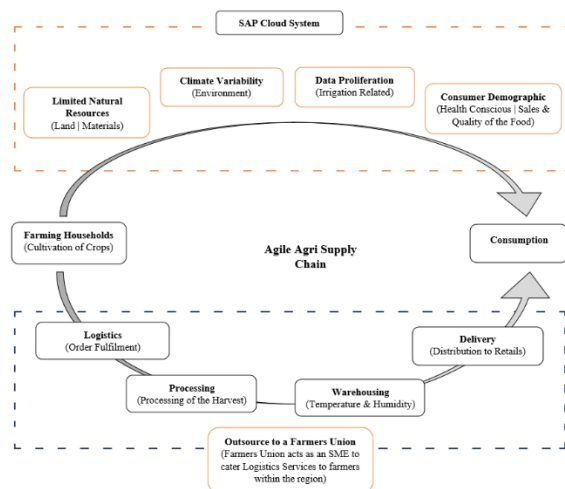 SAP Cloud System
Climate Variability
(Environment)
Data Proliferation
(Irrigation Related)
Limited Natural
Resources
(Land | Materials)
Consumer Demographic
(Health Conscious | Sales &
Quality of the Food)
Farming Households
(Cultivation of Crops)
Agile Agri Supply
Chain
Consumption
Logistics
(Order Fulfilment)
Delivery
(Distribution to Retails)
Processing
(Processing of the Harvest)
Warehousing
(Temperature & Humidity)
Outsource to a Farmers Union
(Farmers Union acts as an SME to
cater Logistics Services to farmers
within the region)